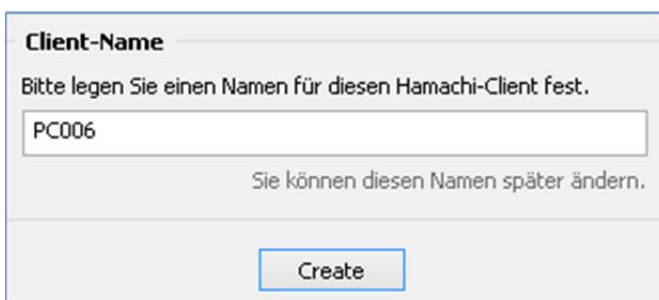 Client-Name
Bitte legen Sie einen Namen für diesen Hamachi-Client fest.
PC006
Sie können diesen Namen später ändern.
Create